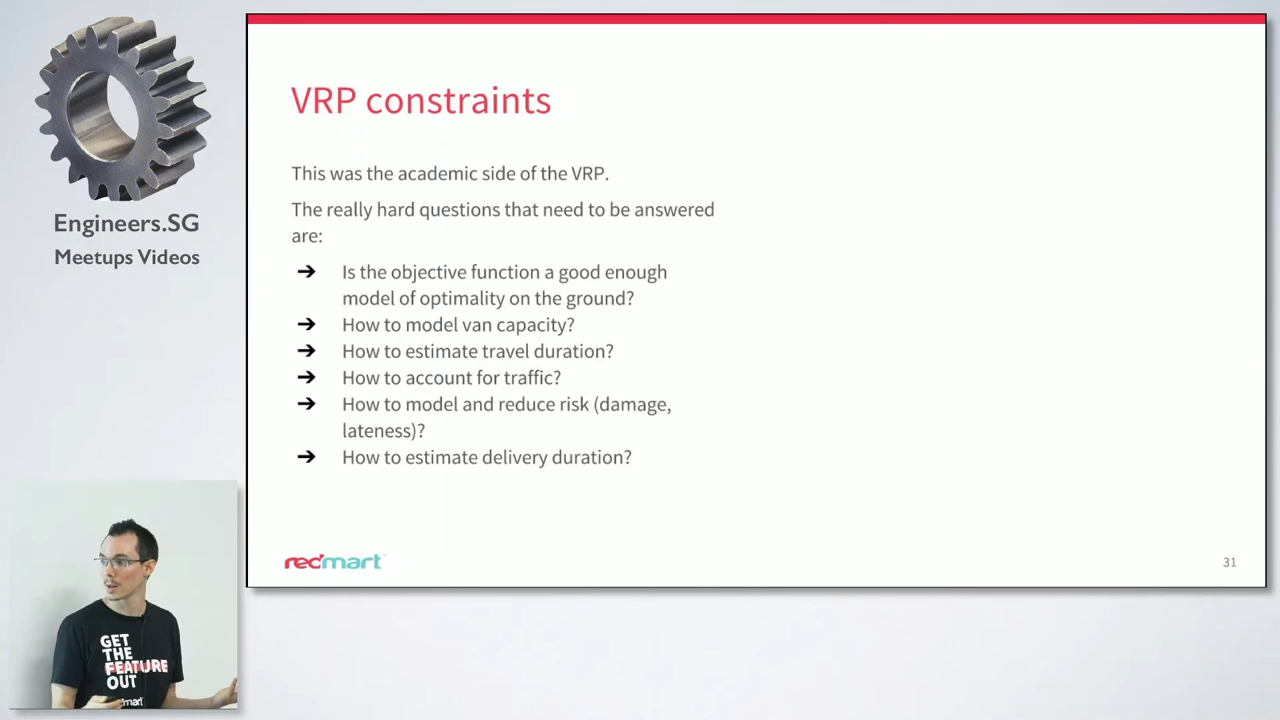 Engineers.SG
Meetups Videos
VRP constraints
This was the academic side of the VRP.
The really hard questions that need to be answered
are:
➔ Is the objective function a good enough
model of optimality on the ground?
➔ How to model van capacity?
➔ How to estimate travel duration?
➔ How to account for traffic?
➔ How to model and reduce risk (damage,
lateness)?
➔ How to estimate delivery duration?
redmart
31
GET
THE
FEATURE
OUT